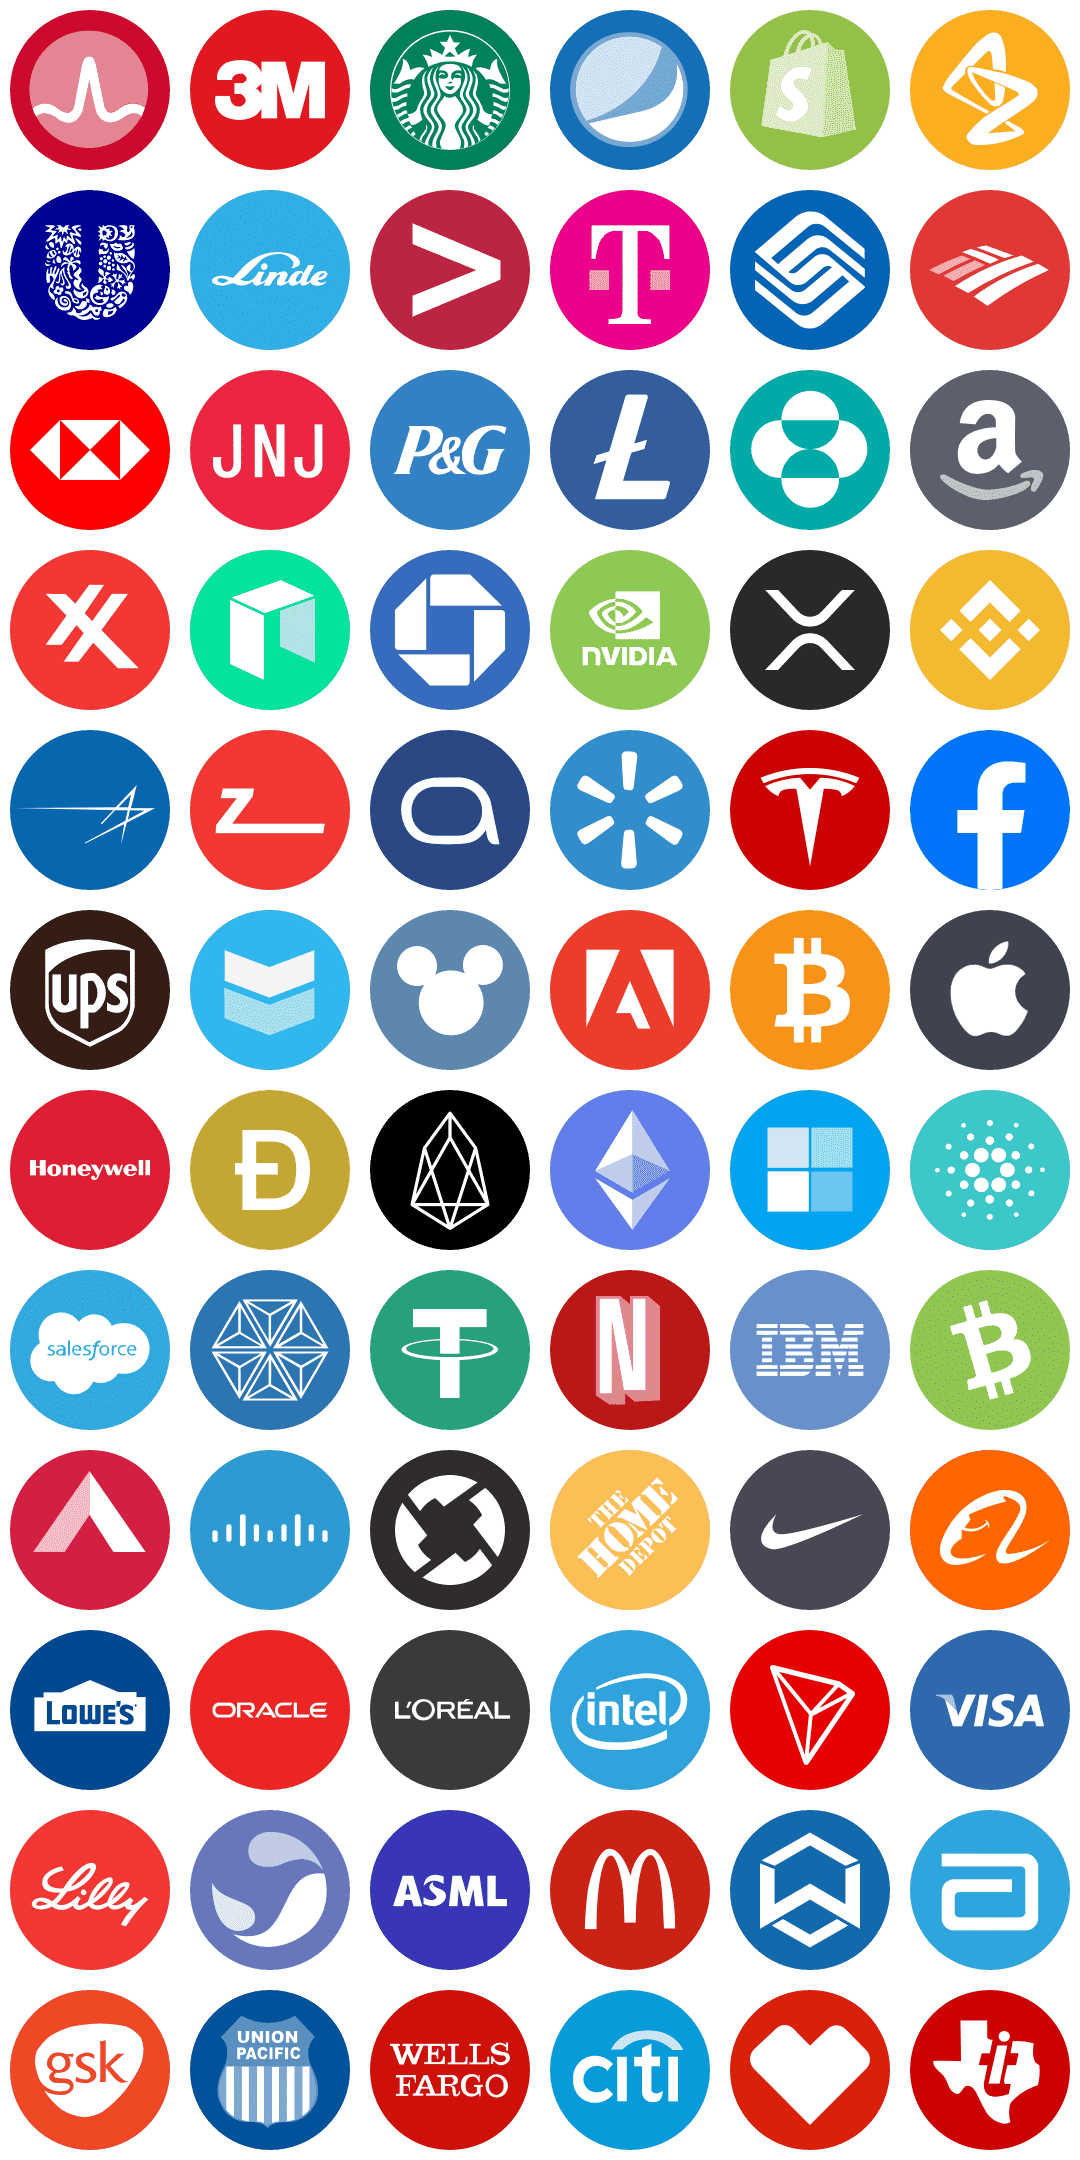 3M
S
U
Linde
T
JNJ
P&G
Ł
a
NVIDIA
z
a
f
ups
Honeywell
Ð
salesforce
T
N
IBM
THE
HOME
DEPOT
LOWE'S
ORACLE
L'ORÉAL
intel
VISA
Lilly
ASML
gsk
UNION
PACIFIC
WELLS
FARGO
citi
ti